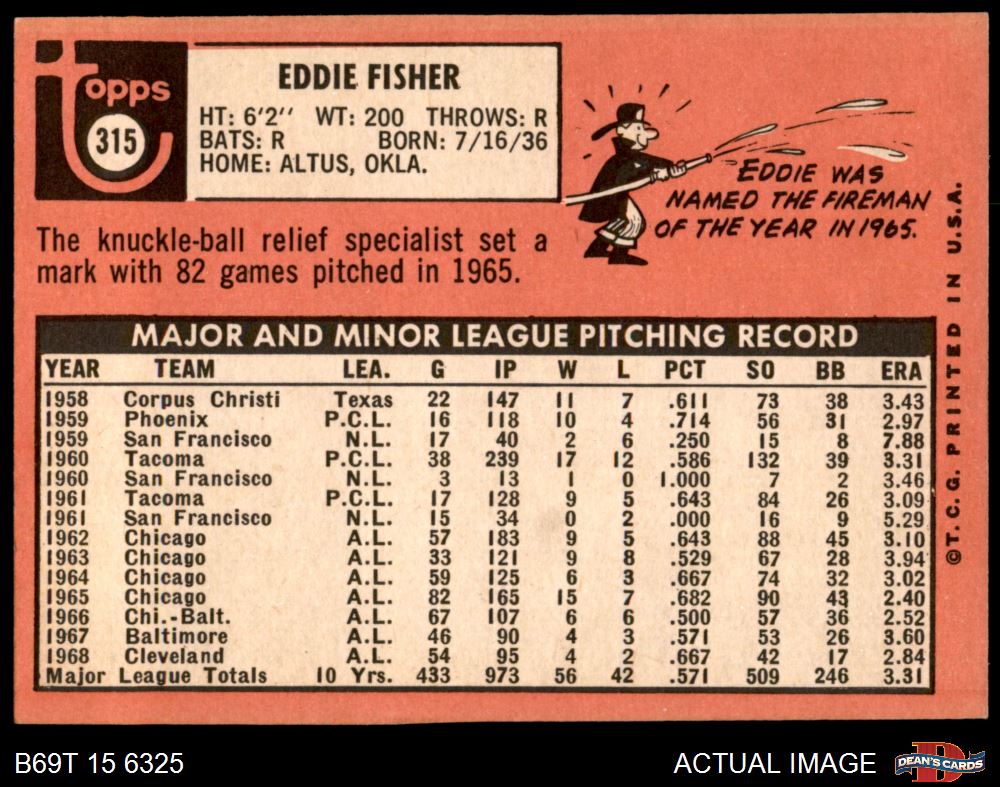 topps
315
EDDIE FISHER
HT: 6'2'' WT: 200 THROWS: R
BATS: R BORN: 7/16/36
HOME: ALTUS, OKLA.
EDDIE WAS
NAMED THE FIREMAN
OF THE YEAR IN 1965.
The knuckle-ball relief specialist set a
mark with 82 games pitched in 1965.
MAJOR AND MINOR LEAGUE PITCHING RECORD
YEAR TEAM LEA. G IP W L PCT SO BB ERA
1958 Corpus Christi Texas 22 147 11 7 .611 73 38 3.43
1959 Phoenix P.C.L. 16 118 10 4 .714 56 31 2.97
1959 San Francisco N.L. 17 40 2 6 .250 15 8 7.88
1960 Tacoma P.C.L. 38 239 17 12 .586 132 39 3.31
1960 San Francisco N.L. 3 13 1 0 1.000 7 2 3.46
1961 Tacoma P.C.L. 17 128 9 5 .643 84 26 3.09
1961 San Francisco N.L. 15 34 0 2 .000 16 9 5.29
1962 Chicago A.L. 57 183 9 5 .643 88 45 3.10
1963 Chicago A.L. 33 121 9 8 .529 67 28 3.94
1964 Chicago A.L. 59 125 6 3 .667 74 32 3.02
1965 Chicago A.L. 82 165 15 7 .682 90 43 2.40
1966 Chi.-Balt. A.L. 67 107 6 6 .500 57 36 2.52
1967 Baltimore A.L. 46 90 4 3 .571 53 26 3.60
1968 Cleveland A.L. 54 95 4 2 .667 42 17 2.84
Major League Totals 10 Yrs. 433 973 56 42 .571 509 246 3.31
©T.C.G. PRINTED IN U.S.A.
B69T 15 6325
ACTUAL IMAGE
DEAN'S CARDS